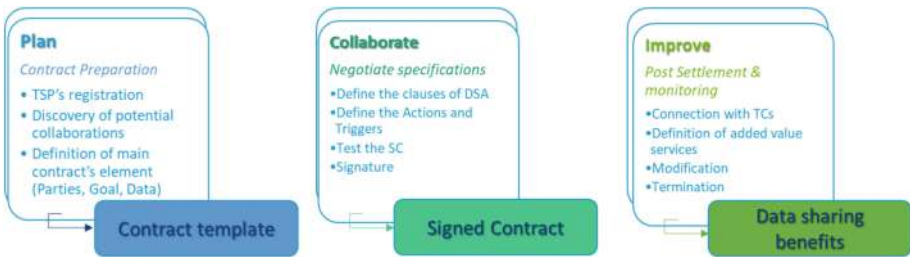 Plan
Contract Preparation
• TSP's registration
• Discovery of potential
collaborations
• Definition of main
contract's element
(Parties, Goal, Data)
Contract template
Collaborate
Negotiate specifications
•Define the clauses of DSA
•Define the Actions and
Triggers
•Test the SC
•Signature
Signed Contract
Improve
Post Settlement &
monitoring
•Connection with TCs
•Definition of added value
services
•Modification
•Termination
Data sharing
benefits